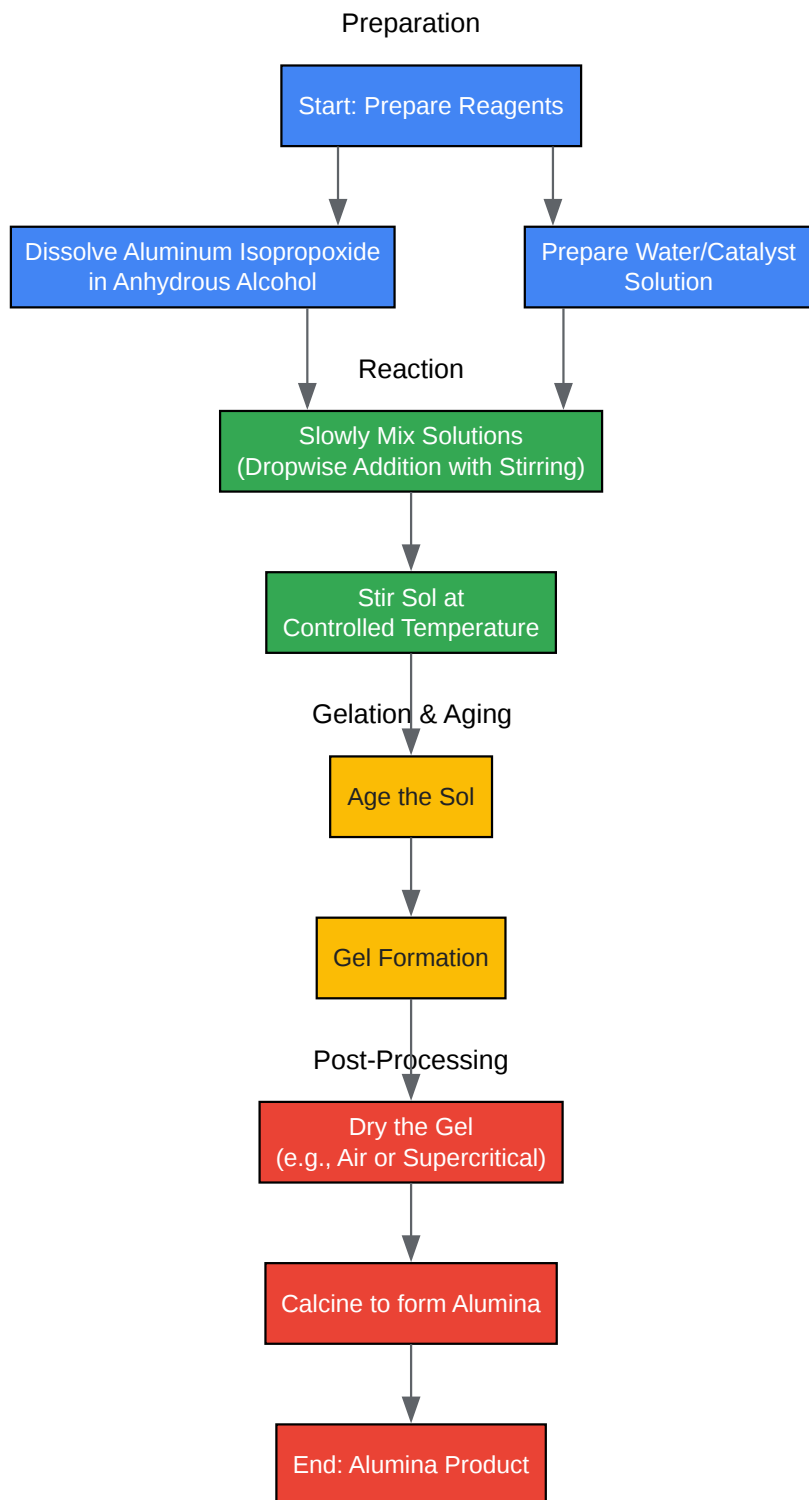 Preparation
Start: Prepare Reagents
Dissolve Aluminum Isopropoxide
in Anhydrous Alcohol
Prepare Water/Catalyst
Solution
Reaction
Slowly Mix Solutions
(Dropwise Addition with Stirring)
Stir Sol at
Controlled Temperature
Gelation & Aging
Age the Sol
Gel Formation
Post-Processing
Dry the Gel
(e.g., Air or Supercritical)
Calcine to form Alumina
End: Alumina Product